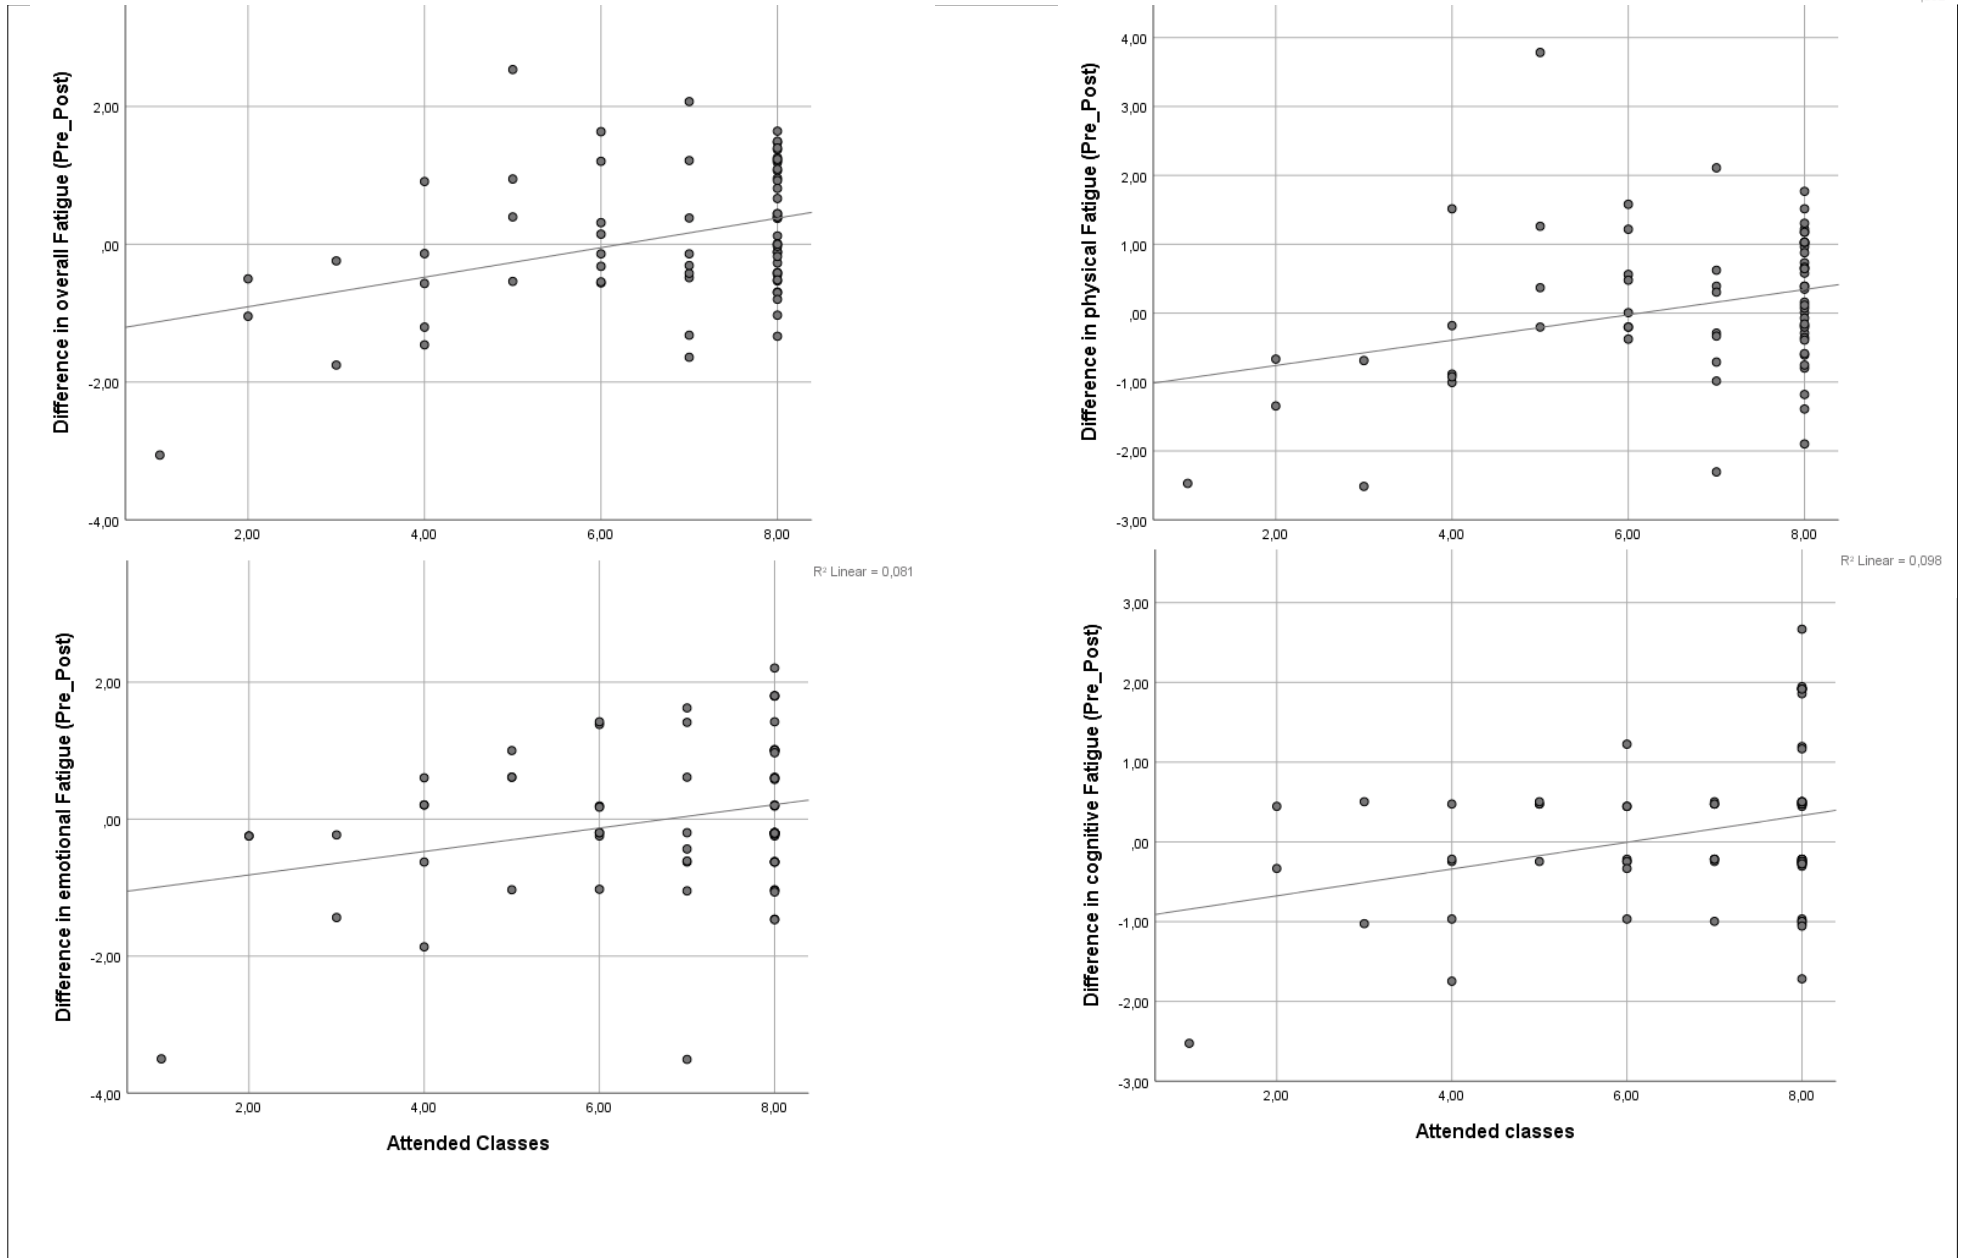 Difference in overall Fatigue (Pre_Post)
2,00
,00
-2,00
-4,00
2,00 4,00 6,00 8,00
Difference in physical Fatigue (Pre_Post)
4,00
3,00
2,00
1,00
,00
-1,00
-2,00
-3,00
2,00 4,00 6,00 8,00
R² Linear = 0,081
Difference in emotional Fatigue (Pre_Post)
2,00
,00
-2,00
-4,00
2,00 4,00 6,00 8,00
Attended Classes
R² Linear = 0,098
Difference in cognitive Fatigue (Pre_Post)
3,00
2,00
1,00
,00
-1,00
-2,00
-3,00
2,00 4,00 6,00 8,00
Attended classes